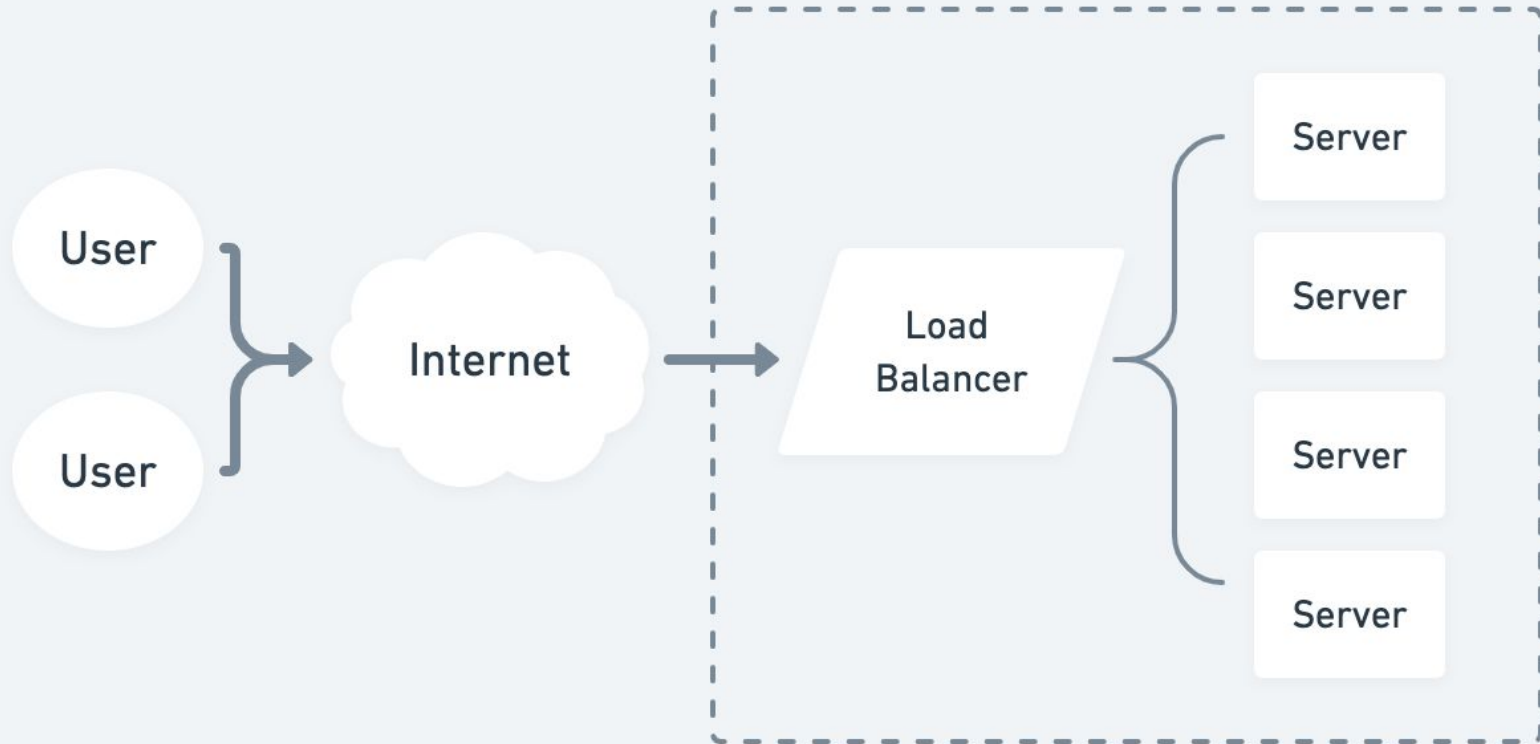 User
User
Internet
Load
Balancer
Server
Server
Server
Server